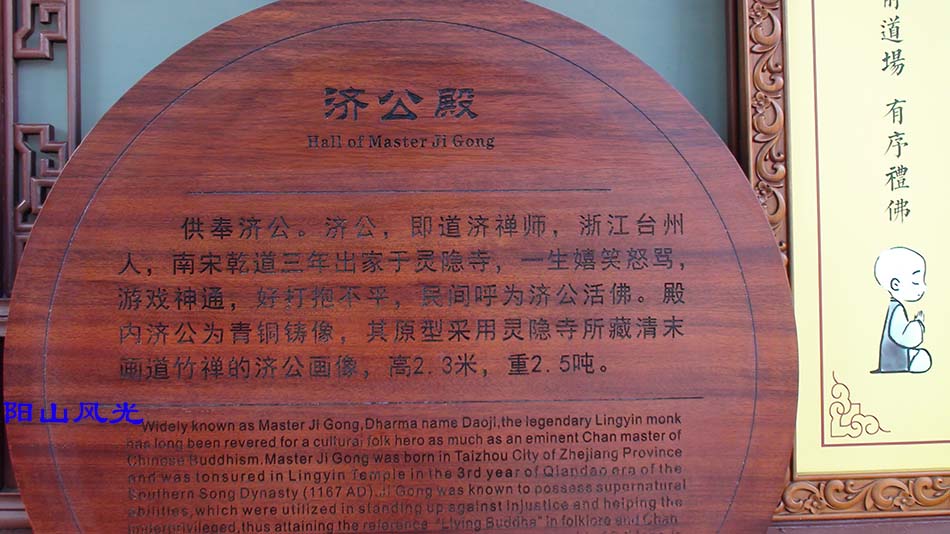 济公殿
Hall of Master Ji Gong
供奉济公。济公，即道济禅师，浙江台州
人；南宋乾道三年出家于灵隐寺，一生嬉笑怒骂，
游戏神通，好打抱不平，民间呼为济公活佛。殿
内济公为青铜铸像，其原型采用灵隐寺所藏清末
画道竹禅的济公画像，高2.3米，重2.5吨。
Widely known as Master Ji Gong,Dharma name Daoji,the legendary Lingyin monk
has long been revered for a cultural folk hero as much as an eminent Chan master of
Chinese Buddhism.Master Ji Gong was born in Taizhou City of Zhejiang Province
and was tonsured in Lingyin Temple in the 3rd year of Qiandao era of the
Southern Song Dynasty (1167 AD).Ji Gong was known to possess supernatural
abilities,which were utilized in standing up against injustice and helping the
underprivileged,thus attaining the reference "Living Buddha" in folklore and Chan
道場 有序禮佛
阳山风光